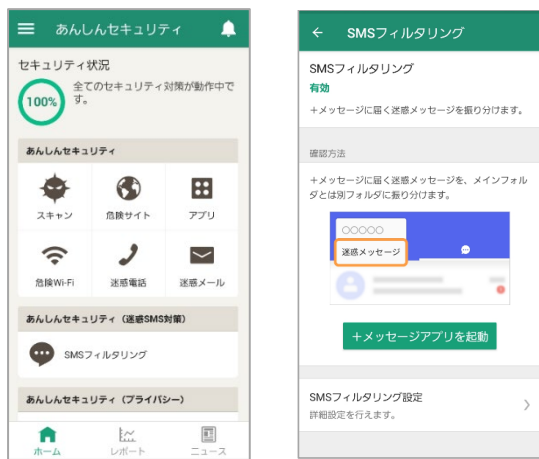 あんしんセキュリティ
セキュリティ状況
100%
全てのセキュリティ対策が動作中で
す。
あんしんセキュリティ
スキャン
危険サイト
アプリ
危険Wi-Fi
迷惑電話
迷惑メール
あんしんセキュリティ（迷惑SMS対策）
SMSフィルタリング
あんしんセキュリティ（プライバシー）
ホーム
レポート
ニュース
SMSフィルタリング
SMSフィルタリング
有効
＋メッセージに届く迷惑メッセージを振り分けます。
確認方法
＋メッセージに届く迷惑メッセージを、メインフォル
ダとは別フォルダに振り分けます。
○○○○○
迷惑メッセージ
＋メッセージアプリを起動
SMSフィルタリング設定
詳細設定を行えます。